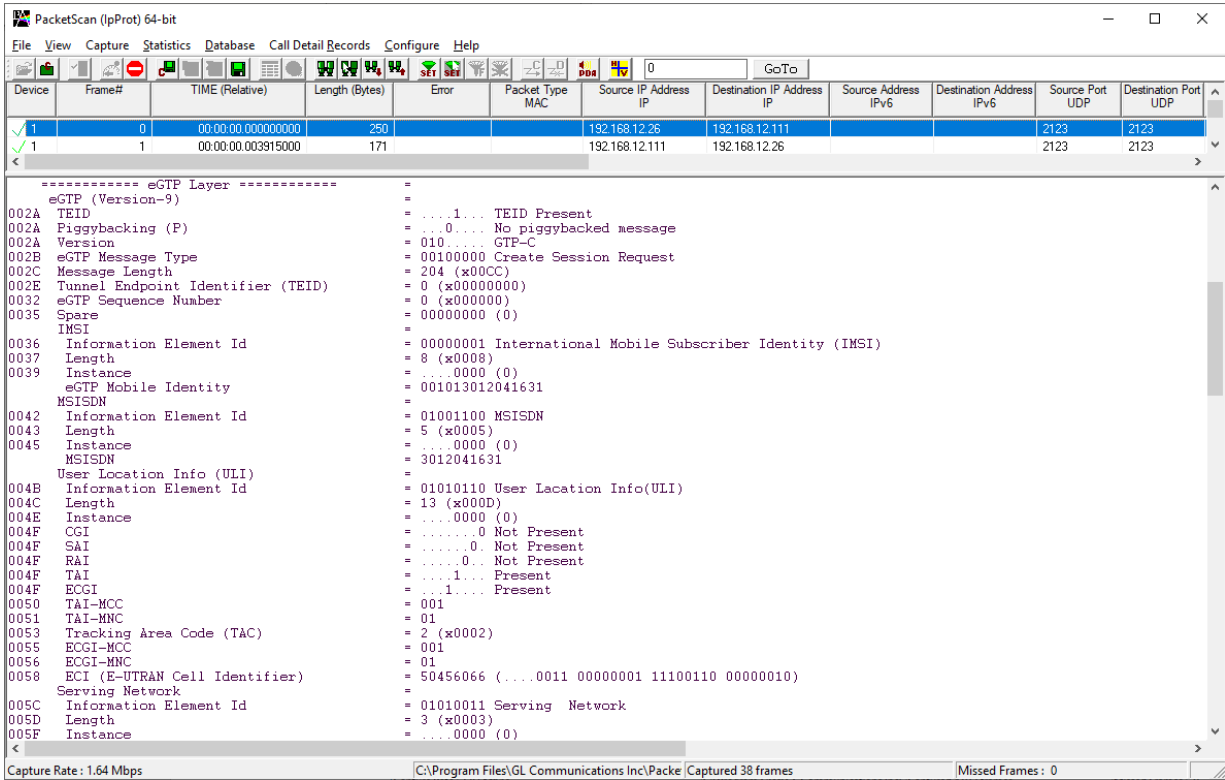 PacketScan (IpProt) 64-bit
File View Capture Statistics Database Call Detail Records Configure Help
SET SET PDA 0 GoTo
Device Frame# TIME (Relative) Length (Bytes) Error Packet Type MAC Source IP Address IP Destination IP Address IP Source Address IPv6 Destination Address IPv6 Source Port UDP Destination Port UDP
1 0 00:00:00.000000000 250 192.168.12.26 192.168.12.111 2123 2123
1 1 00:00:00.003915000 171 192.168.12.111 192.168.12.26 2123 2123
============ eGTP Layer ============ =
eGTP (Version-9) =
002A TEID = ....1... TEID Present
002A Piggybacking (P) = ...0.... No piggybacked message
002A Version = 010..... GTP-C
002B eGTP Message Type = 00100000 Create Session Request
002C Message Length = 204 (x00CC)
002E Tunnel Endpoint Identifier (TEID) = 0 (x00000000)
0032 eGTP Sequence Number = 0 (x000000)
0035 Spare = 00000000 (0)
IMSI =
0036 Information Element Id = 00000001 International Mobile Subscriber Identity (IMSI)
0037 Length = 8 (x0008)
0039 Instance = ....0000 (0)
eGTP Mobile Identity = 001013012041631
MSISDN =
0042 Information Element Id = 01001100 MSISDN
0043 Length = 5 (x0005)
0045 Instance = ....0000 (0)
MSISDN = 3012041631
User Location Info (ULI) =
004B Information Element Id = 01010110 User Lacation Info(ULI)
004C Length = 13 (x000D)
004E Instance = ....0000 (0)
004F CGI = .......0 Not Present
004F SAI = ......0. Not Present
004F RAI = .....0.. Not Present
004F TAI = ....1... Present
004F ECGI = ...1.... Present
0050 TAI-MCC = 001
0051 TAI-MNC = 01
0053 Tracking Area Code (TAC) = 2 (x0002)
0055 ECGI-MCC = 001
0056 ECGI-MNC = 01
0058 ECI (E-UTRAN Cell Identifier) = 50456066 (....0011 00000001 11100110 00000010)
Serving Network =
005C Information Element Id = 01010011 Serving Network
005D Length = 3 (x0003)
005F Instance = ....0000 (0)
Capture Rate : 1.64 Mbps C:\Program Files\GL Communications Inc\Packe Captured 38 frames Missed Frames : 0